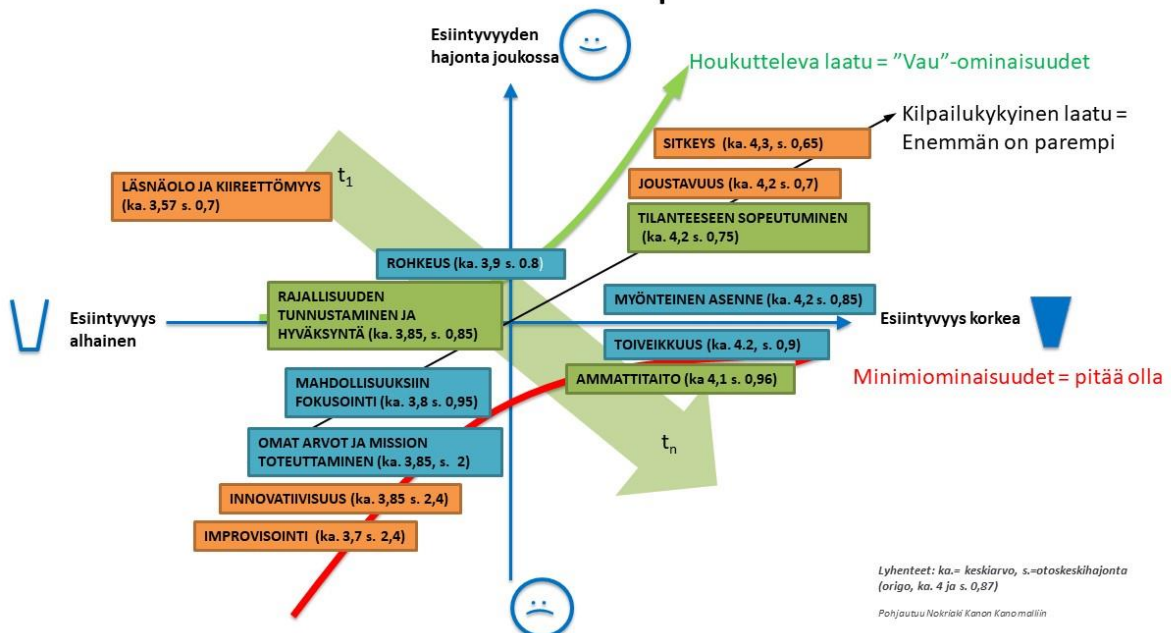 Esiintyvyyden
hajonta joukossa
Houkutteleva laatu = ”Vau”-ominaisuudet
Kilpailukykyinen laatu =
Enemmän on parempi
SITKEYS (ka. 4,3, s. 0,65)
t1
LÄSNÄOLO JA KIIREETTÖMYYS
(ka. 3,57 s. 0,7)
JOUSTAVUUS (ka. 4,2 s. 0,7)
TILANTEESEEN SOPEUTUMINEN
(ka. 4,2 s. 0,75)
ROHKEUS (ka. 3,9 s. 0.8)
RAJALLISUUDEN
TUNNUSTAMINEN JA
HYVÄKSYNTÄ (ka. 3,85, s. 0,85)
MYÖNTEINEN ASENNE (ka. 4,2 s. 0,85)
Esiintyvyys
alhainen
Esiintyvyys korkea
TOIVEIKKUUS (ka. 4.2, s. 0,9)
AMMATTITAITO (ka 4,1 s. 0,96)
Minimiominaisuudet = pitää olla
MAHDOLLISUUKSIIN
FOKUSOINTI (ka. 3,8 s. 0,95)
OMAT ARVOT JA MISSION
TOTEUTTAMINEN (ka. 3,85, s. 2)
tn
INNOVATIIVISUUS (ka. 3,85 s. 2,4)
IMPROVISOINTI (ka. 3,7 s. 2,4)
Lyhenteet: ka.= keskiarvo, s.=otoskeskihajonta
(origo, ka. 4 ja s. 0,87)
Pohjautuu Nokriaki Kanon Kanomalliin